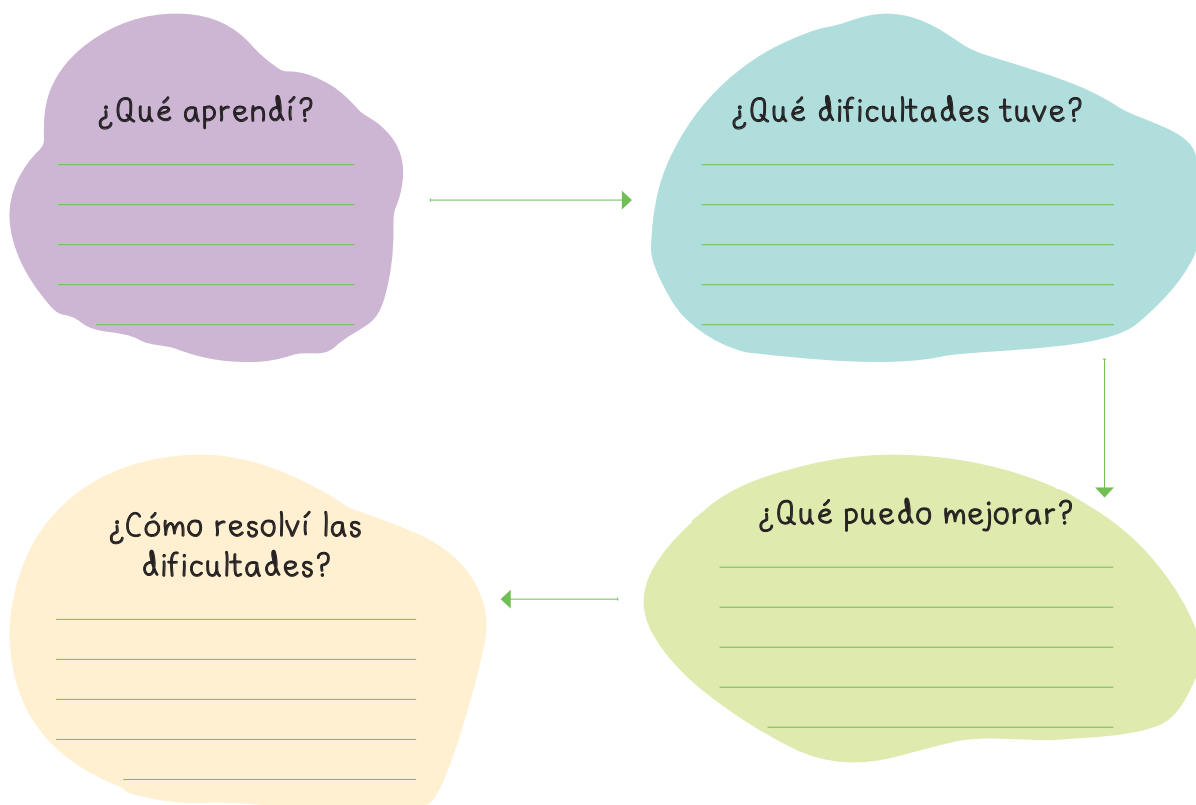 ¿Qué aprendí?
¿Qué dificultades tuve?
¿Qué puedo mejorar?
¿Cómo resolví las
dificultades?